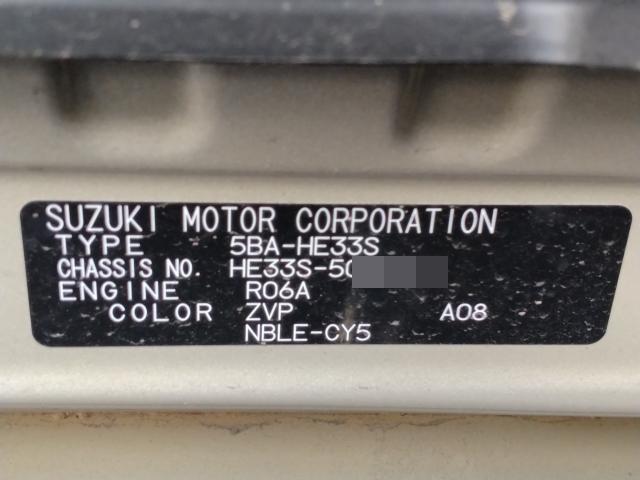 SUZUKI MOTOR CORPORATION
TYPE 5BA-HE33S
CHASSIS NO. HE33S-50
ENGINE R06A
COLOR ZVP A08
NBLE-CY5